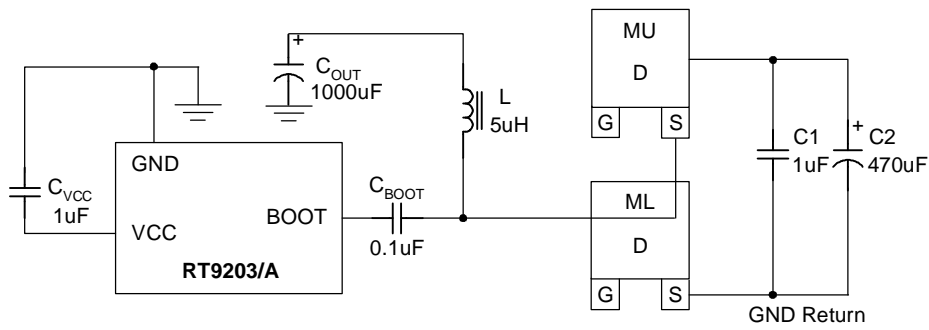 MU
D
G S
+
C_OUT
1000uF
L
5uH
C1
1uF
+
C2
470uF
GND
C_VCC
1uF
VCC
BOOT
RT9203/A
C_BOOT
0.1uF
ML
D
G S
GND Return